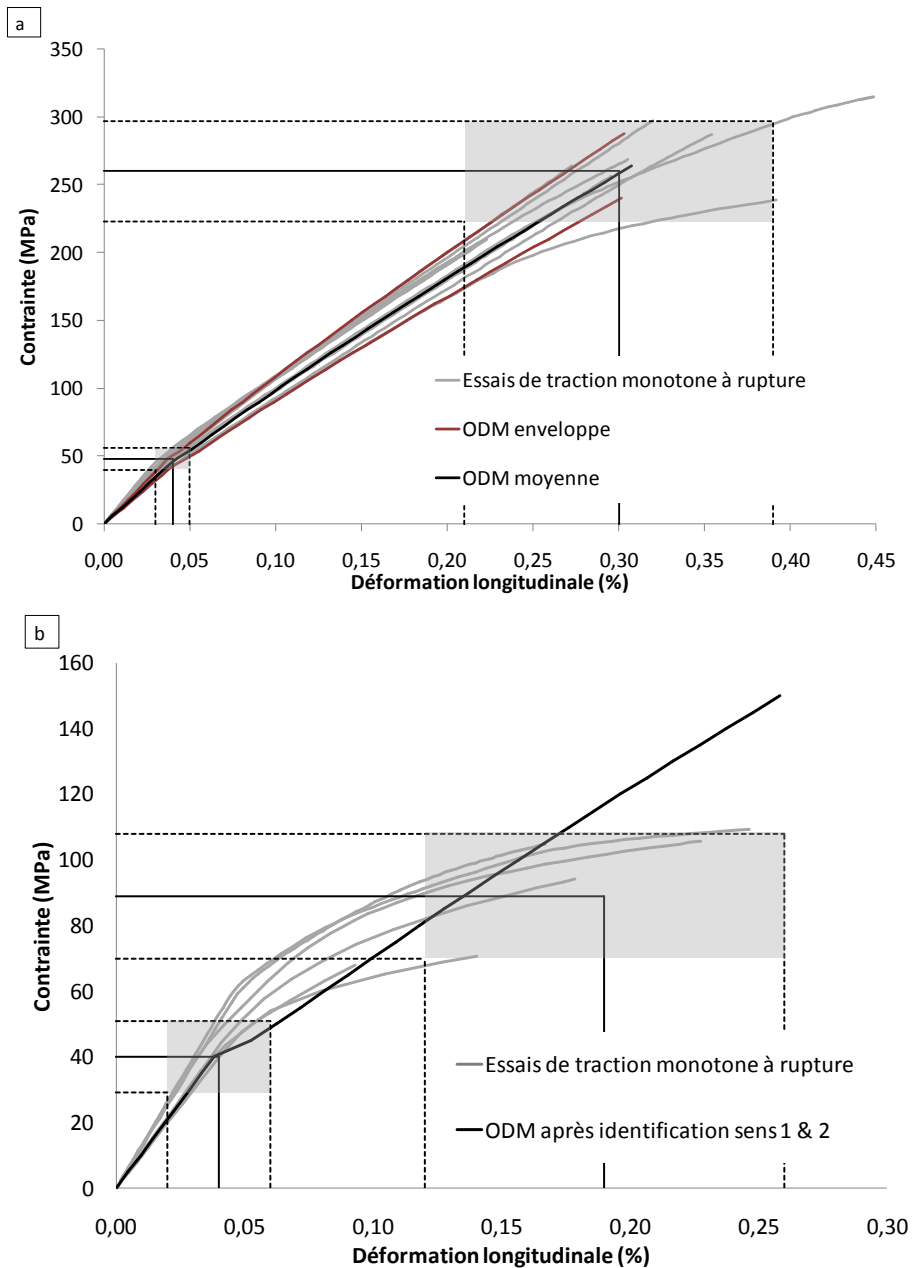 a
350
300
250
200
150
100
50
0
Contrainte (MPa)
Essais de traction monotone à rupture
ODM enveloppe
ODM moyenne
0,00 0,05 0,10 0,15 0,20 0,25 0,30 0,35 0,40 0,45
Déformation longitudinale (%)
b
160
140
120
100
80
60
40
20
0
Contrainte (MPa)
Essais de traction monotone à rupture
ODM après identification sens 1 & 2
0,00 0,05 0,10 0,15 0,20 0,25 0,30
Déformation longitudinale (%)